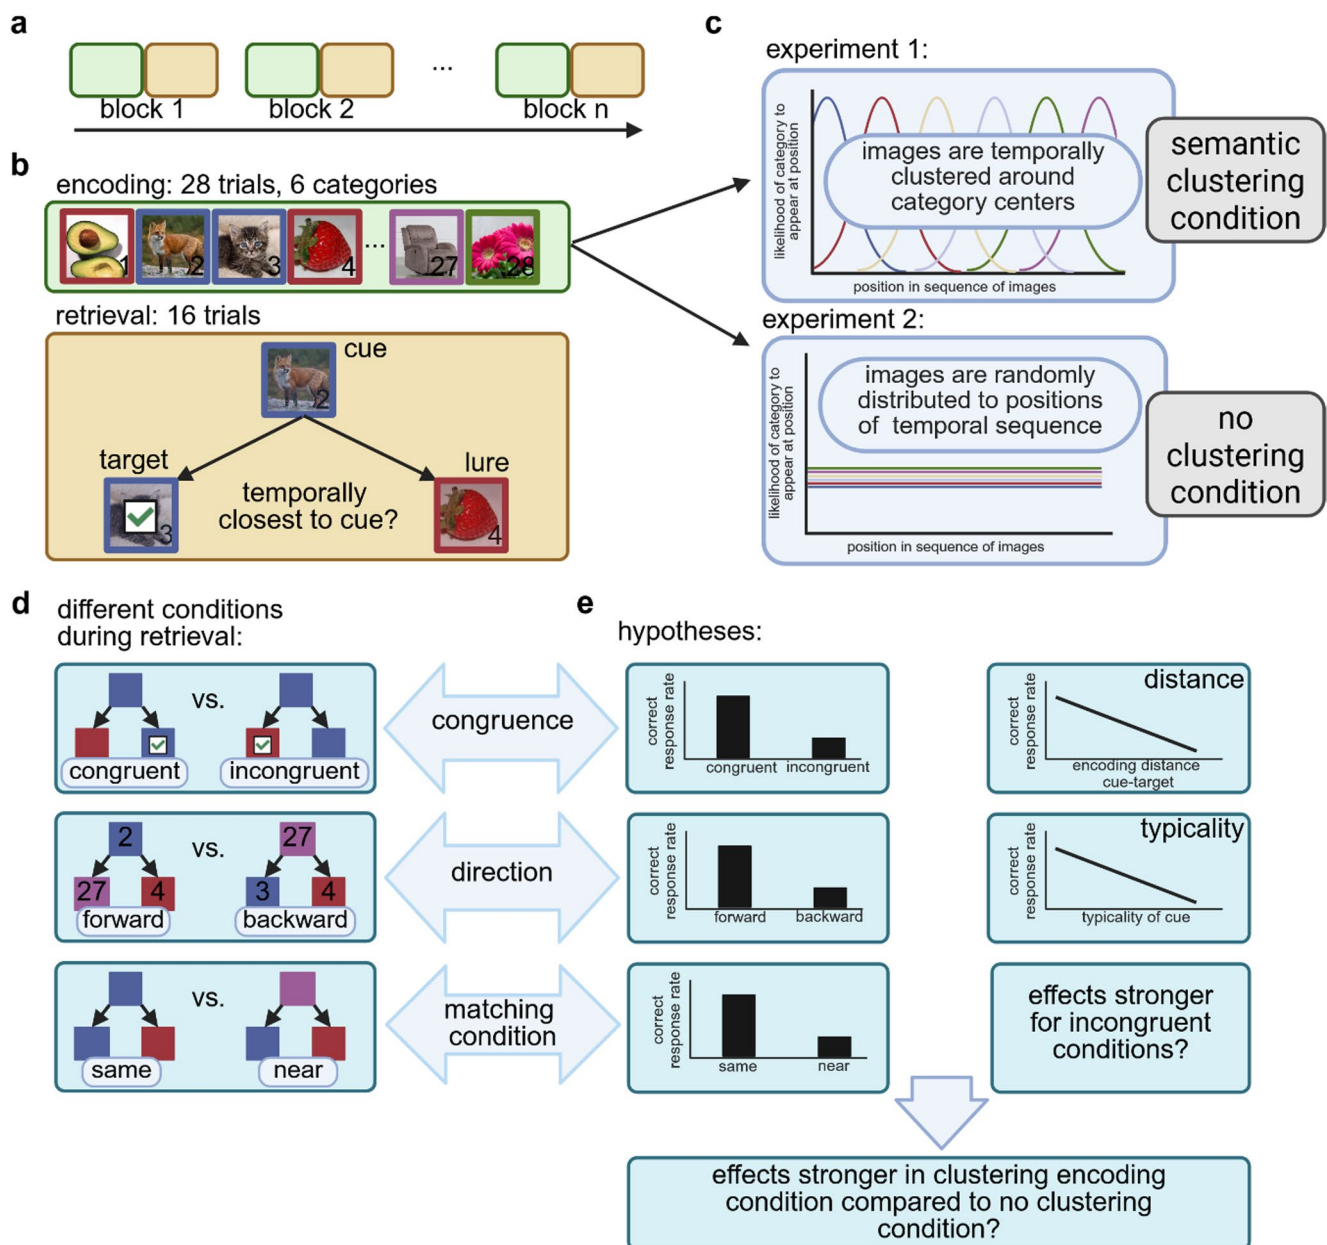 a
block 1
block 2
...
block n
b
encoding: 28 trials, 6 categories
1
2
3
4
...
27
28
retrieval: 16 trials
cue
2
target
lure
temporally
closest to cue?
3
4
c
experiment 1:
likelihood of category to
appear at position
images are temporally
clustered around
category centers
position in sequence of images
semantic
clustering
condition
experiment 2:
likelihood of category to
appear at position
images are randomly
distributed to positions
of temporal sequence
position in sequence of images
no
clustering
condition
d
different conditions
during retrieval:
vs.
congruent
incongruent
congruence
2
27
4
vs.
27
3
4
forward
backward
direction
vs.
same
near
matching
condition
e
hypotheses:
correct
response rate
congruent
incongruent
correct
response rate
distance
encoding distance
cue-target
correct
response rate
forward
backward
correct
response rate
typicality
typicality of cue
correct
response rate
same
near
effects stronger
for incongruent
conditions?
effects stronger in clustering encoding
condition compared to no clustering
condition?